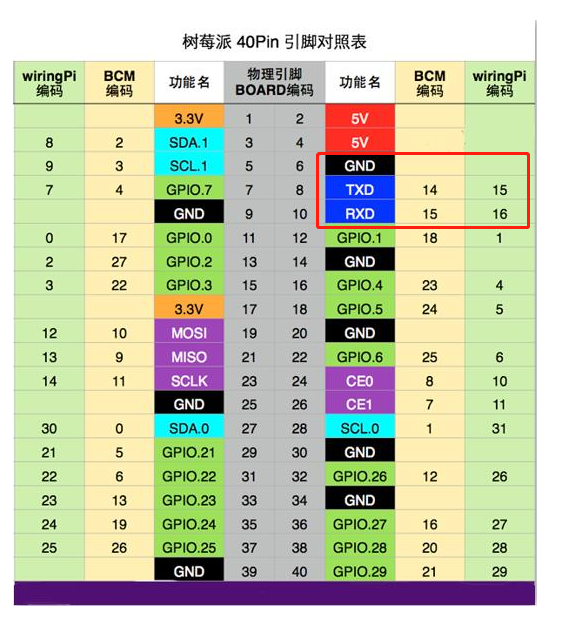 树莓派 40Pin 引脚对照表
wiringPi 编码 BCM 编码 功能名 物理引脚 BOARD编码 功能名 BCM 编码 wiringPi 编码
3.3V 1 2 5V
8 2 SDA.1 3 4 5V
9 3 SCL.1 5 6 GND
7 4 GPIO.7 7 8 TXD 14 15
GND 9 10 RXD 15 16
0 17 GPIO.0 11 12 GPIO.1 18 1
2 27 GPIO.2 13 14 GND
3 22 GPIO.3 15 16 GPIO.4 23 4
3.3V 17 18 GPIO.5 24 5
12 10 MOSI 19 20 GND
13 9 MISO 21 22 GPIO.6 25 6
14 11 SCLK 23 24 CE0 8 10
GND 25 26 CE1 7 11
30 0 SDA.0 27 28 SCL.0 1 31
21 5 GPIO.21 29 30 GND
22 6 GPIO.22 31 32 GPIO.26 12 26
23 13 GPIO.23 33 34 GND
24 19 GPIO.24 35 36 GPIO.27 16 27
25 26 GPIO.25 37 38 GPIO.28 20 28
GND 39 40 GPIO.29 21 29